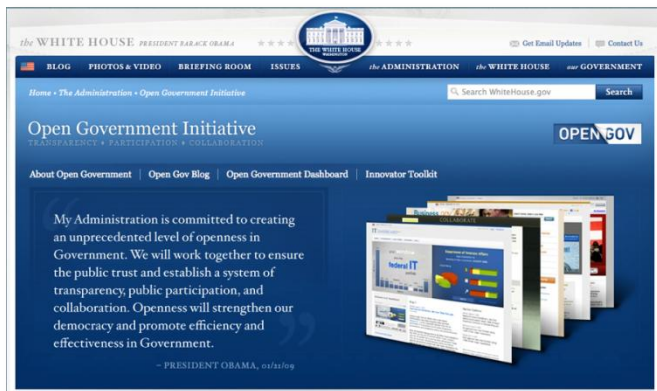 the WHITE HOUSE PRESIDENT BARACK OBAMA
THE WHITE HOUSE
WASHINGTON
Get Email Updates | Contact Us
BLOG PHOTOS & VIDEO BRIEFING ROOM ISSUES the ADMINISTRATION the WHITE HOUSE our GOVERNMENT
Home • The Administration • Open Government Initiative
Search WhiteHouse.gov Search
Open Government Initiative
TRANSPARENCY • PARTICIPATION • COLLABORATION
OPEN GOV
About Open Government | Open Gov Blog | Open Government Dashboard | Innovator Toolkit
“My Administration is committed to creating
an unprecedented level of openness in
Government. We will work together to ensure
the public trust and establish a system of
transparency, public participation, and
collaboration. Openness will strengthen our
democracy and promote efficiency and
effectiveness in Government.”
– PRESIDENT OBAMA, 01/21/09
COLLABORATE
IT
federal IT